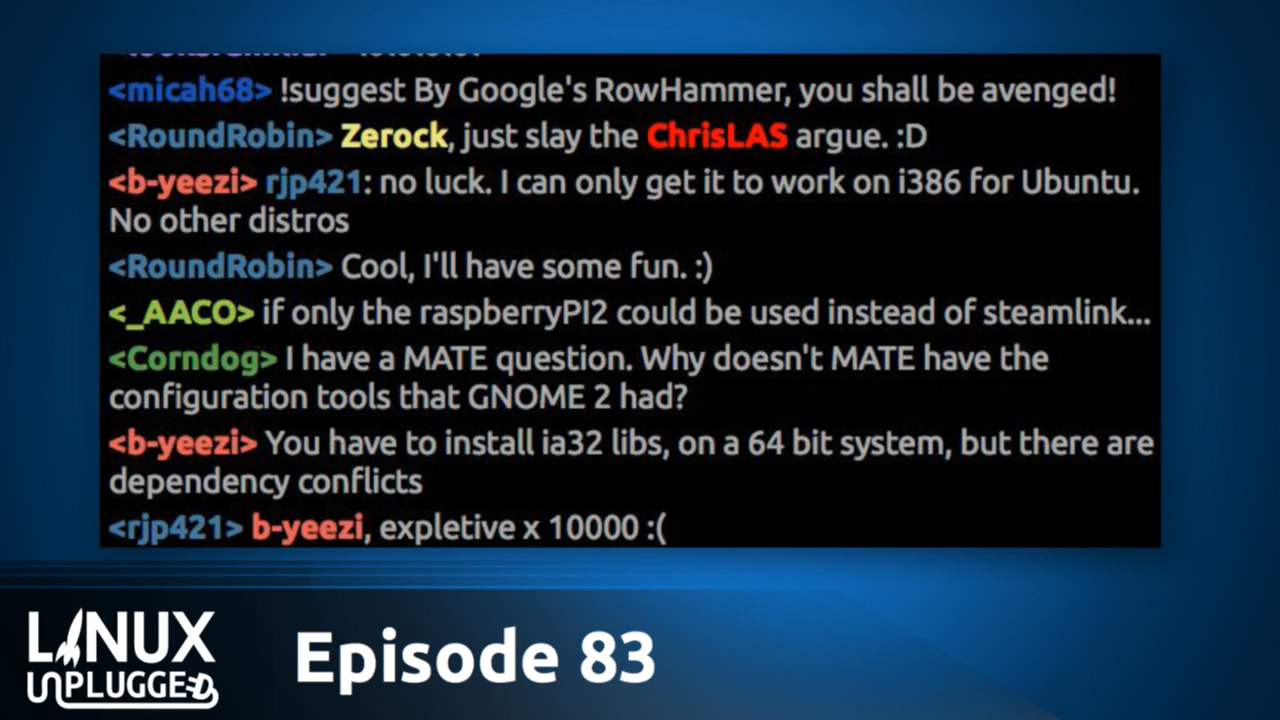 <micah68> !suggest By Google's RowHammer, you shall be avenged!
<RoundRobin> Zerock, just slay the ChrisLAS argue. :D
<b-yeezi> rjp421: no luck. I can only get it to work on i386 for Ubuntu.
No other distros
<RoundRobin> Cool, I'll have some fun. :)
<_AACO> if only the raspberryPI2 could be used instead of steamlink...
<Corndog> I have a MATE question. Why doesn't MATE have the
configuration tools that GNOME 2 had?
<b-yeezi> You have to install ia32 libs, on a 64 bit system, but there are
dependency conflicts
<rjp421> b-yeezi, expletive x 10000 :(
LINUX
UNPLUGGED
Episode 83